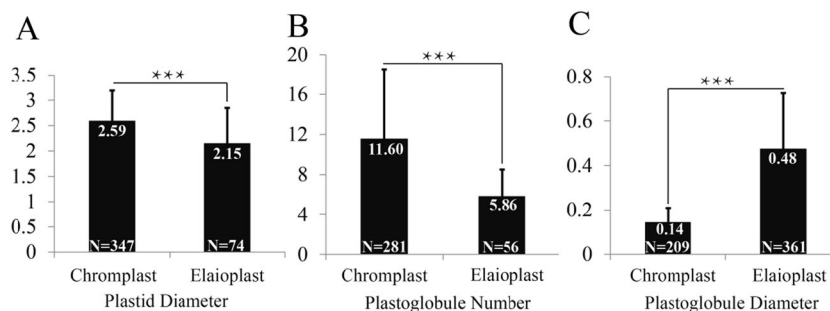 A
3.5
3
2.5
2
1.5
1
0.5
0
***
2.59
2.15
N=347
N=74
Chromplast Elaioplast
Plastid Diameter
B
20
16
12
8
4
0
***
11.60
5.86
N=281
N=56
Chromplast Elaioplast
Plastoglobule Number
C
0.8
0.6
0.4
0.2
0
***
0.14
0.48
N=209
N=361
Chromplast Elaioplast
Plastoglobule Diameter